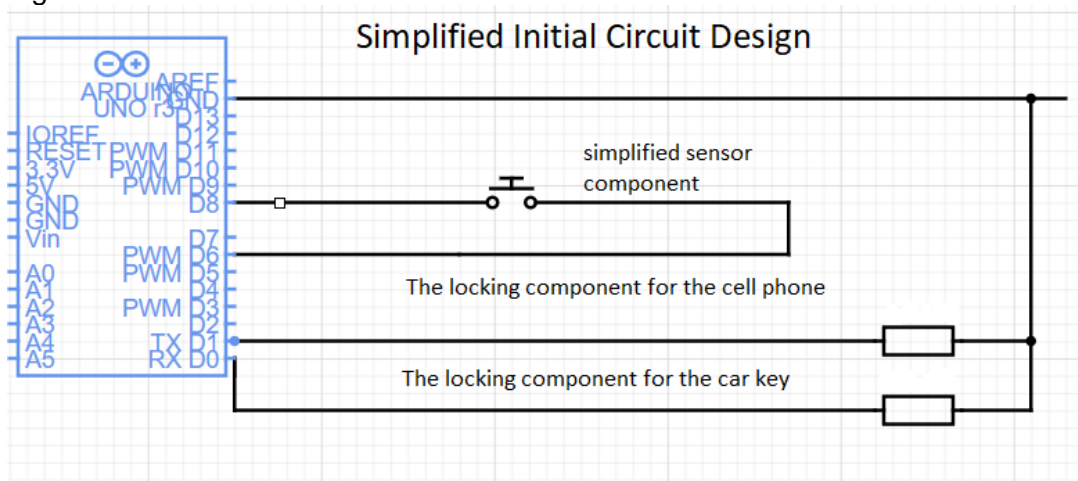 Simplified Initial Circuit Design
ARDUINO
UNO r3
AREF
GND
D13
D12
PWM D11
PWM D10
PWM D9
D8
D7
PWM D6
PWM D5
D4
PWM D3
D2
TX D1
RX D0
IOREF
RESET
3.3V
5V
GND
GND
Vin
A0
A1
A2
A3
A4
A5
simplified sensor
component
The locking component for the cell phone
The locking component for the car key